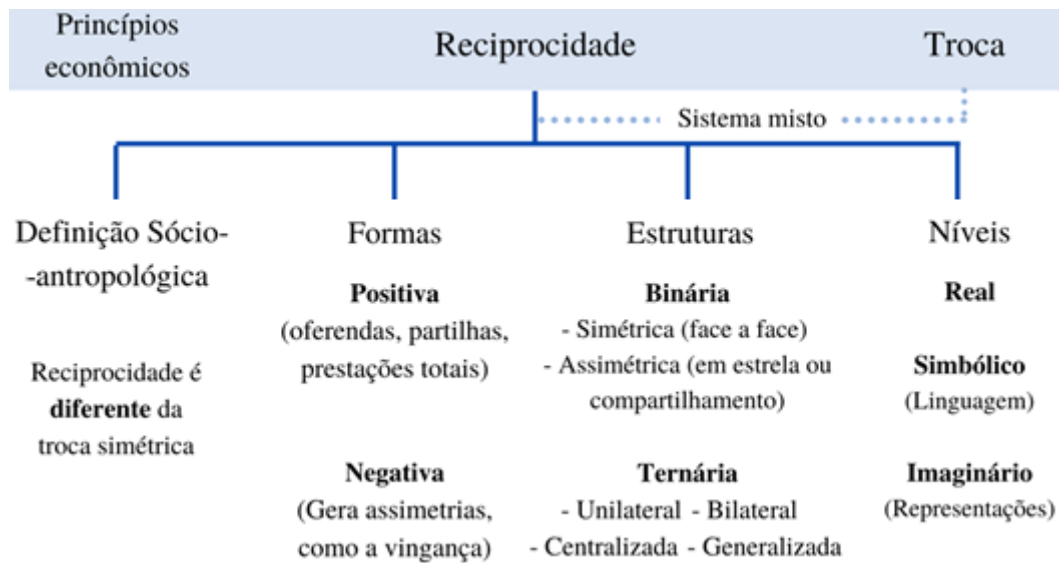 Princípios
econômicos
Reciprocidade
Troca
Sistema misto
Definição Sócio-
-antropológica
Reciprocidade é
diferente da
troca simétrica
Formas
Positiva
(oferendas, partilhas,
prestações totais)
Negativa
(Gera assimetrias,
como a vingança)
Estruturas
Binária
- Simétrica (face a face)
- Assimétrica (em estrela ou
compartilhamento)
Ternária
- Unilateral - Bilateral
- Centralizada - Generalizada
Níveis
Real
Simbólico
(Linguagem)
Imaginário
(Representações)